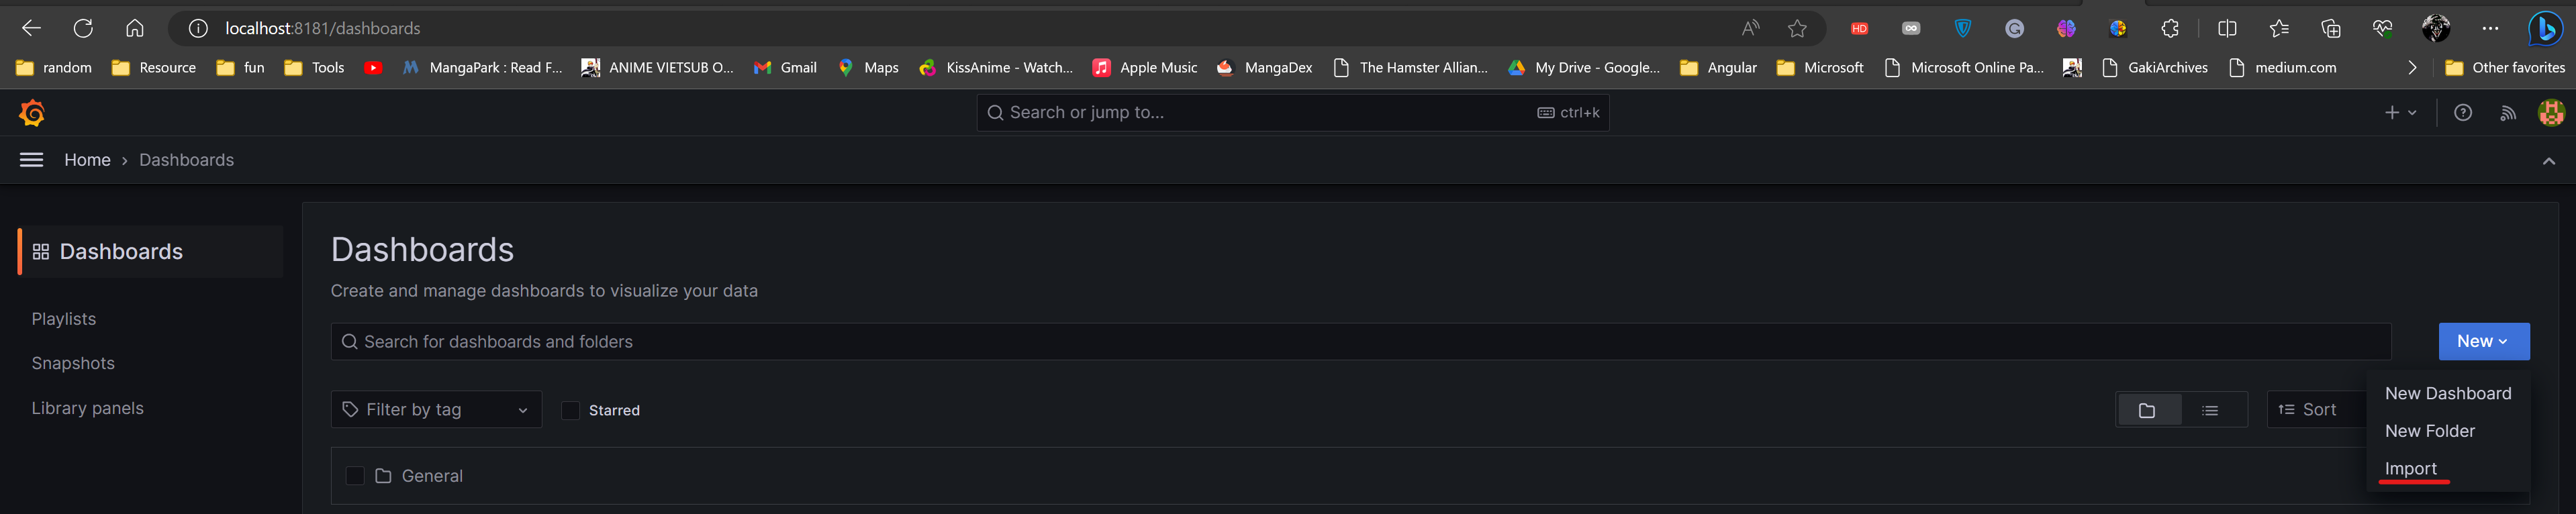 localhost:8181/dashboards
HD
random Resource fun Tools MangaPark : Read F... ANIME VIETSUB O... Gmail Maps KissAnime - Watch... Apple Music MangaDex The Hamster Allian... My Drive - Google... Angular Microsoft Microsoft Online Pa... GakiArchives medium.com Other favorites
Search or jump to... ctrl+k
Home › Dashboards
Dashboards
Playlists
Snapshots
Library panels
Dashboards
Create and manage dashboards to visualize your data
Search for dashboards and folders New
Filter by tag Starred Sort
General
New Dashboard
New Folder
Import